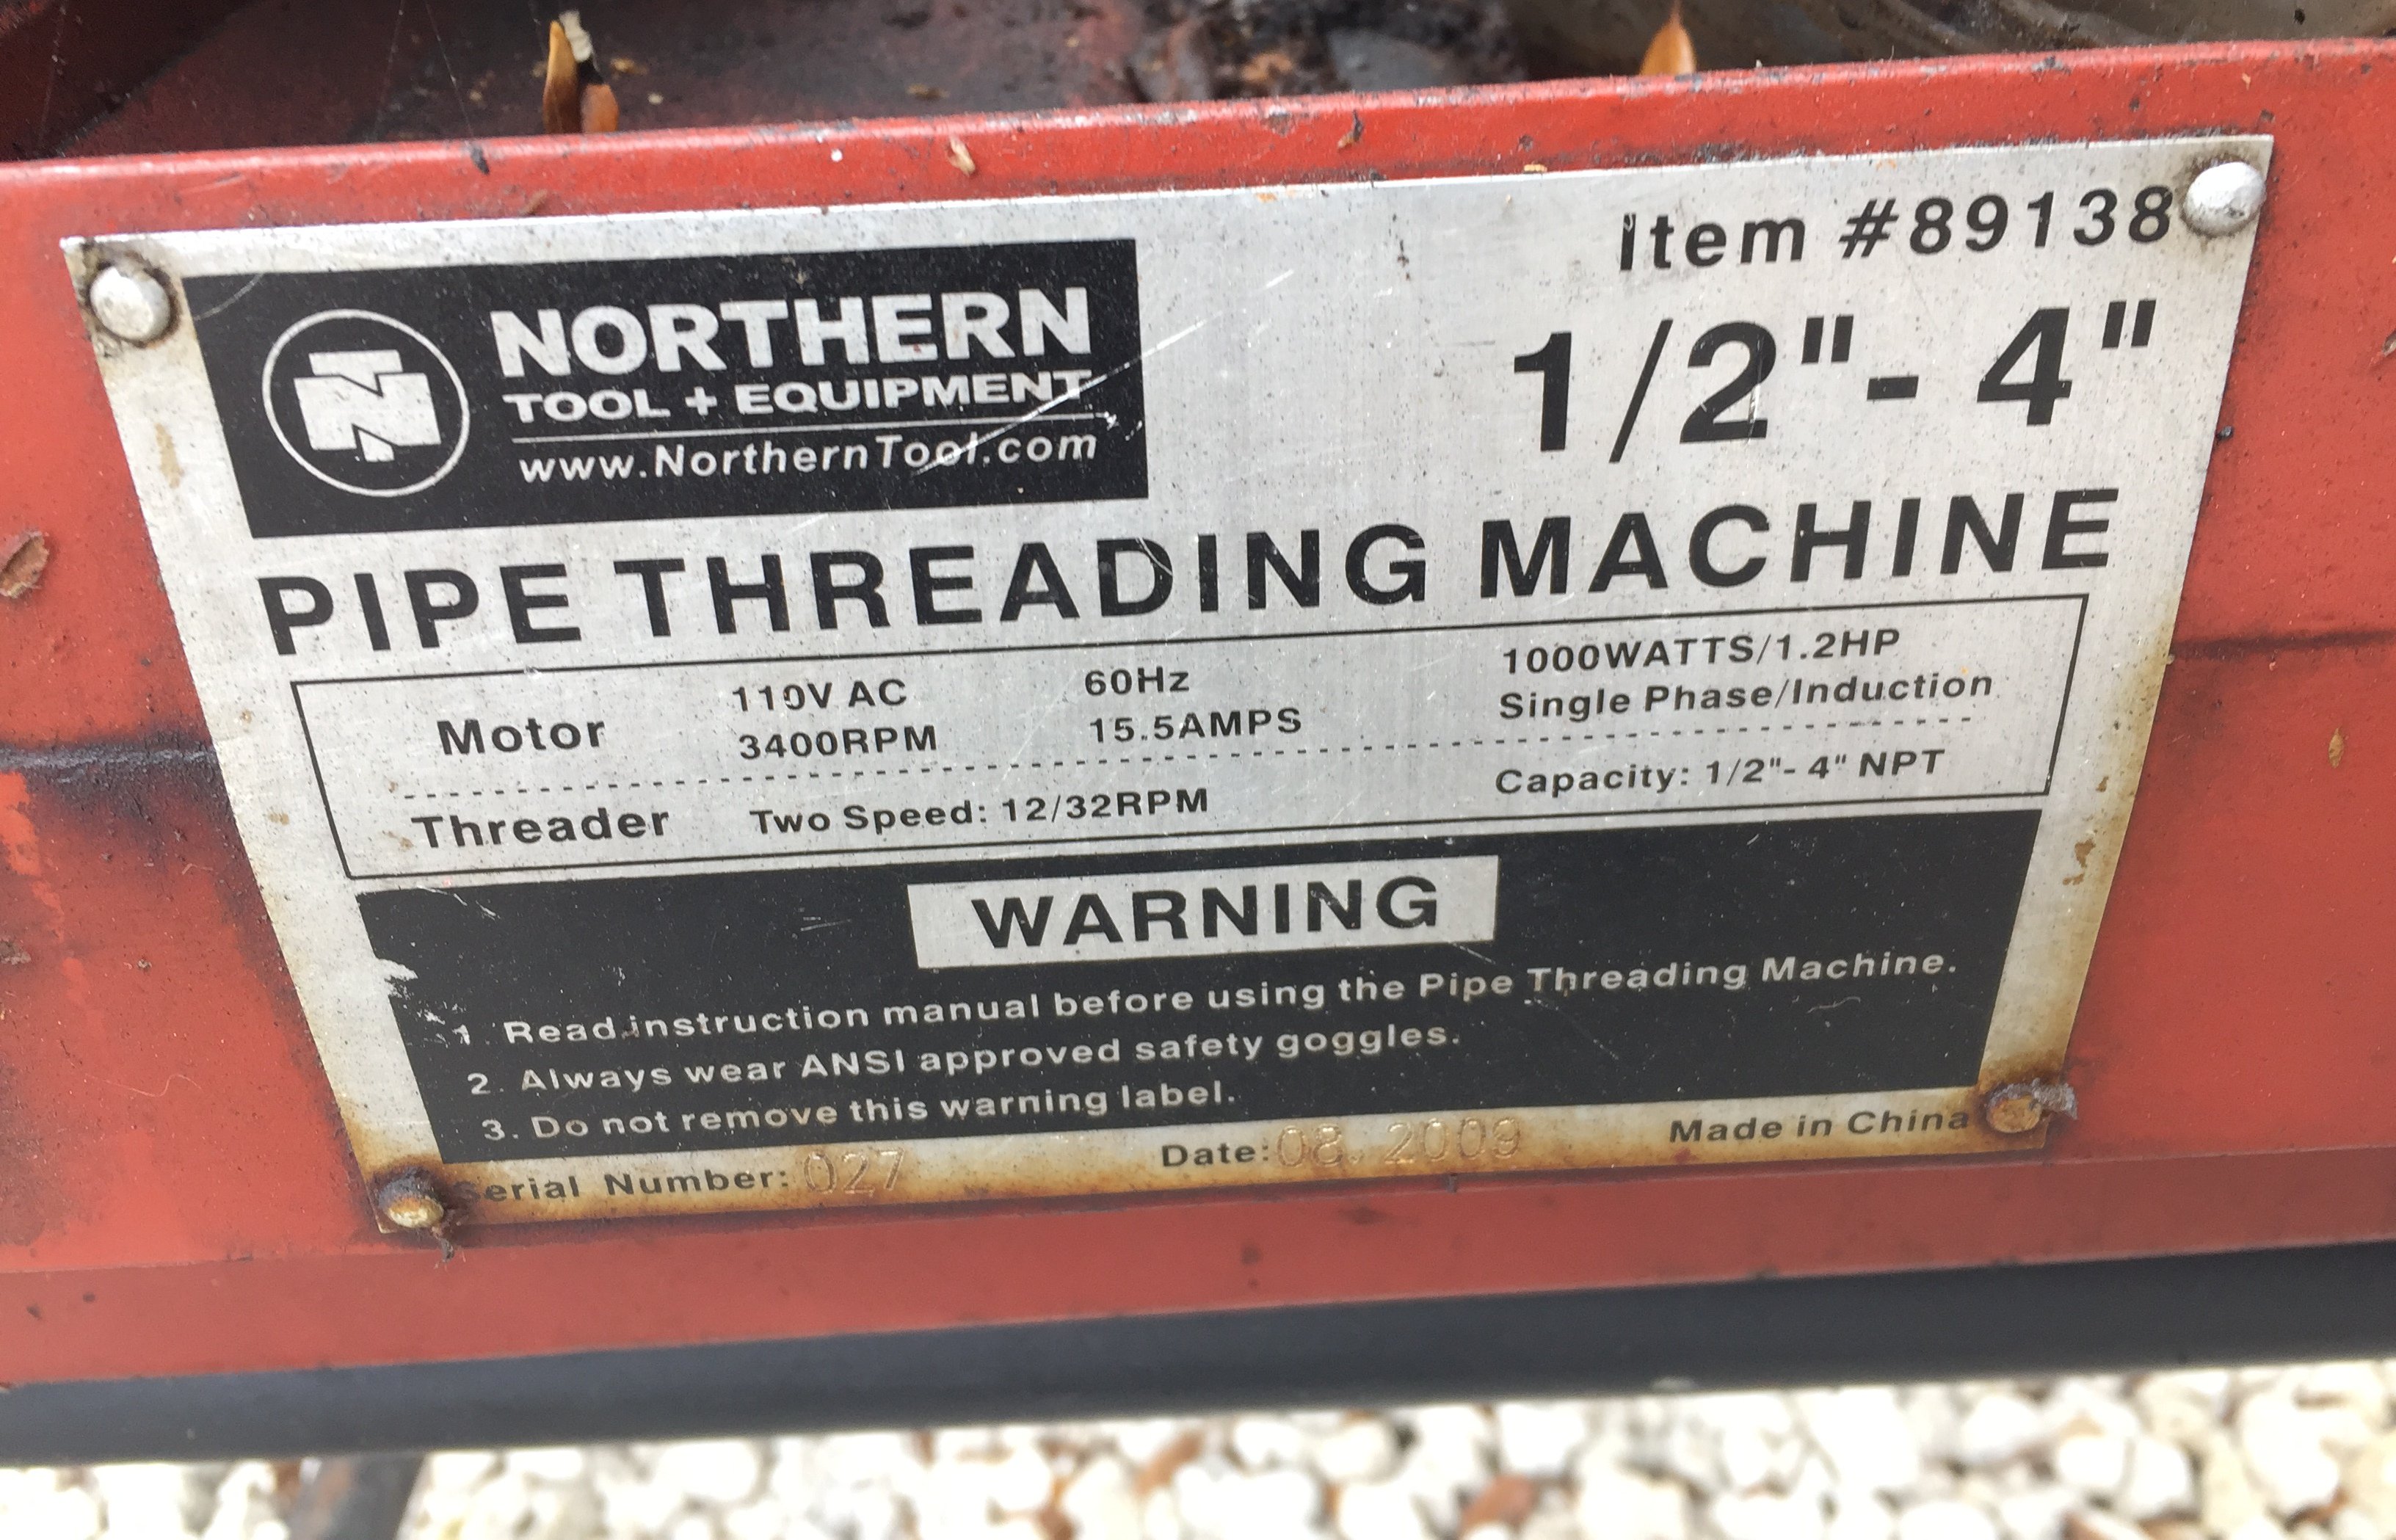 Item #89138
NORTHERN
TOOL + EQUIPMENT
www.NorthernTool.com
1/2"- 4"
PIPE THREADING MACHINE
Motor
110V AC 60Hz 1000WATTS/1.2HP
3400RPM 15.5AMPS Single Phase/Induction
Threader Two Speed: 12/32RPM Capacity: 1/2"- 4" NPT
WARNING
1. Read instruction manual before using the Pipe Threading Machine.
2. Always wear ANSI approved safety goggles.
3. Do not remove this warning label.
Serial Number: 027 Date: 08. 2009 Made in China